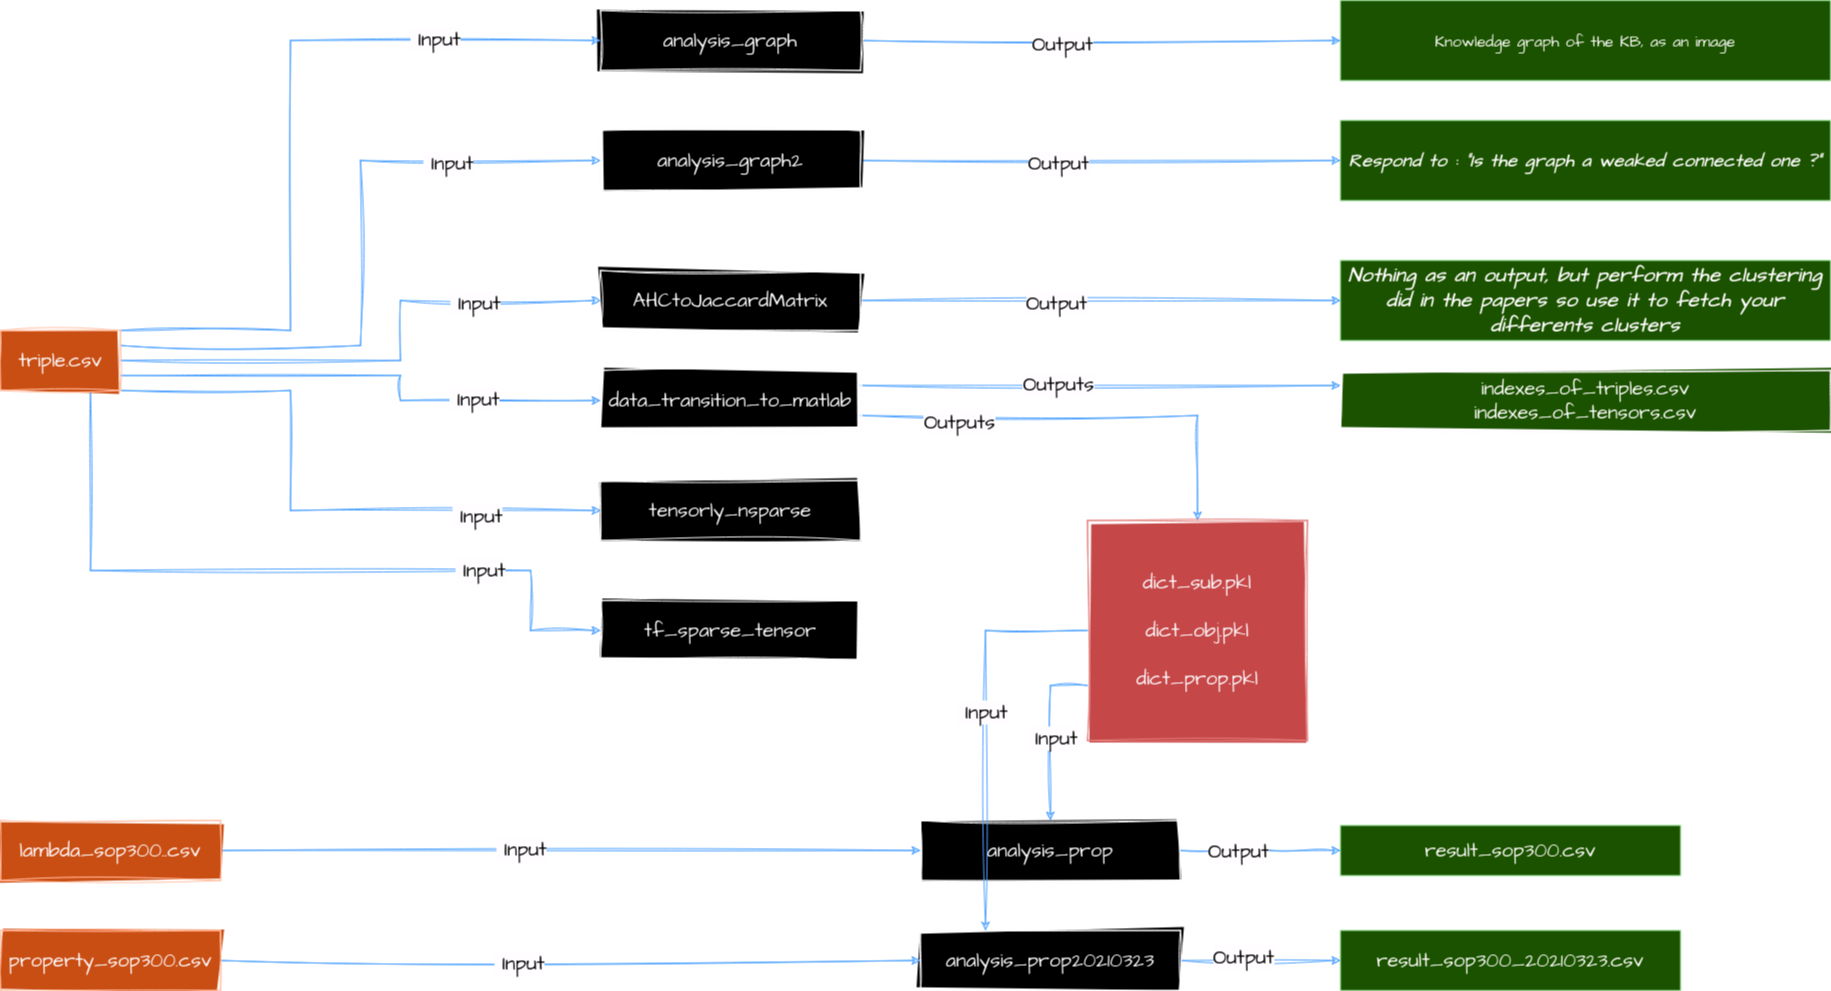 Input
analysis_graph
Output
Knowledge graph of the KB, as an image
Input
analysis_graph2
Output
Respond to : "Is the graph a weaked connected one ?"
Input
AHCtoJaccardMatrix
Output
Nothing as an output, but perform the clustering
did in the papers so use it to fetch your
differents clusters
triple.csv
Input
data_transition_to_matlab
Outputs
indexes_of_triples.csv
indexes_of_tensors.csv
Outputs
Input
tensorly_nsparse
Input
tf_sparse_tensor
dict_sub.pkl
dict_obj.pkl
dict_prop.pkl
Input
Input
lambda_sop300..csv
Input
analysis_prop
Output
result_sop300.csv
property_sop300.csv
Input
analysis_prop20210323
Output
result_sop300_20210323.csv